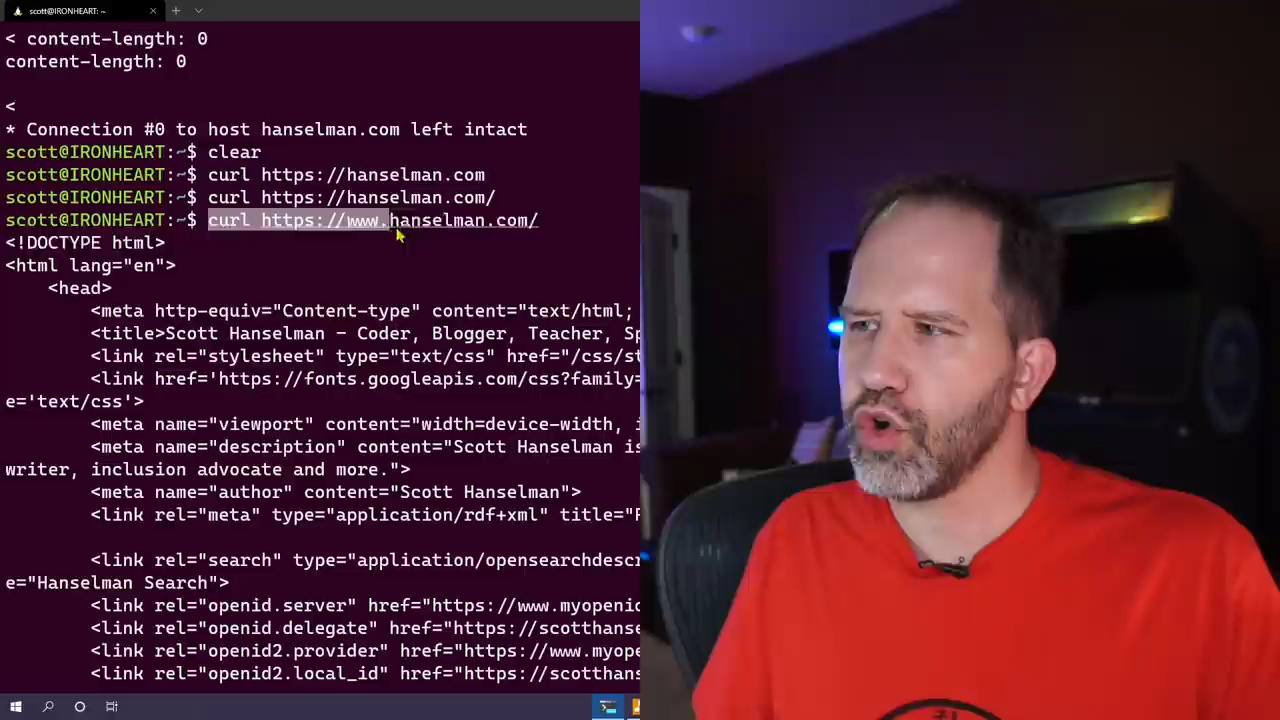 scott@IRONHEART: ~
< content-length: 0
content-length: 0
<
* Connection #0 to host hanselman.com left intact
scott@IRONHEART:~$ clear
scott@IRONHEART:~$ curl https://hanselman.com
scott@IRONHEART:~$ curl https://hanselman.com/
scott@IRONHEART:~$ curl https://www.hanselman.com/
<!DOCTYPE html>
<html lang="en">
<head>
<meta http-equiv="Content-type" content="text/html;
<title>Scott Hanselman - Coder, Blogger, Teacher, Sp
<link rel="stylesheet" type="text/css" href="/css/st
<link href='https://fonts.googleapis.com/css?family=
e='text/css'>
<meta name="viewport" content="width=device-width, i
<meta name="description" content="Scott Hanselman is
writer, inclusion advocate and more.">
<meta name="author" content="Scott Hanselman">
<link rel="meta" type="application/rdf+xml" title="F
<link rel="search" type="application/opensearchdescr
e="Hanselman Search">
<link rel="openid.server" href="https://www.myopenid
<link rel="openid.delegate" href="https://scotthanse
<link rel="openid2.provider" href="https://www.myope
<link rel="openid2.local_id" href="https://scotthans